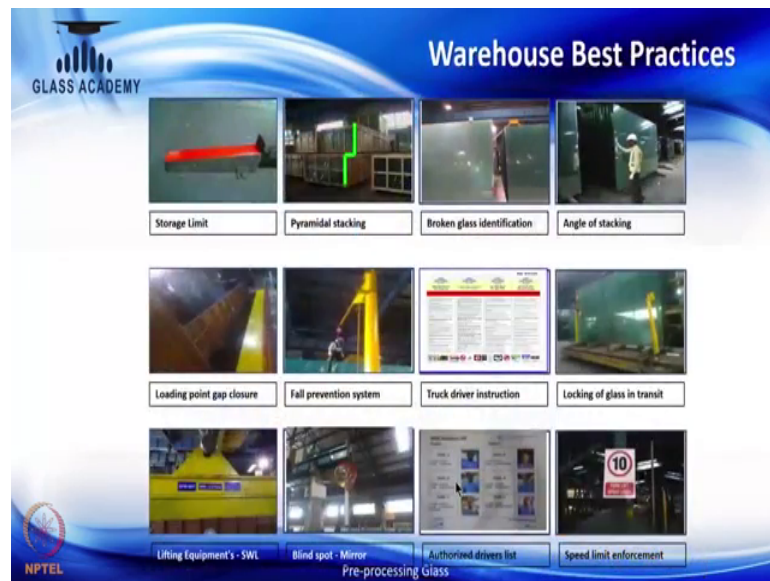 GLASS ACADEMY
Warehouse Best Practices
Storage Limit
Pyramidal stacking
Broken glass identification
Angle of stacking
Loading point gap closure
Fall prevention system
Truck driver instruction
Locking of glass in transit
10
Lifting Equipment's - SWL
Blind spot - Mirror
Authorized drivers list
Speed limit enforcement
NPTEL
Pre-processing Glass